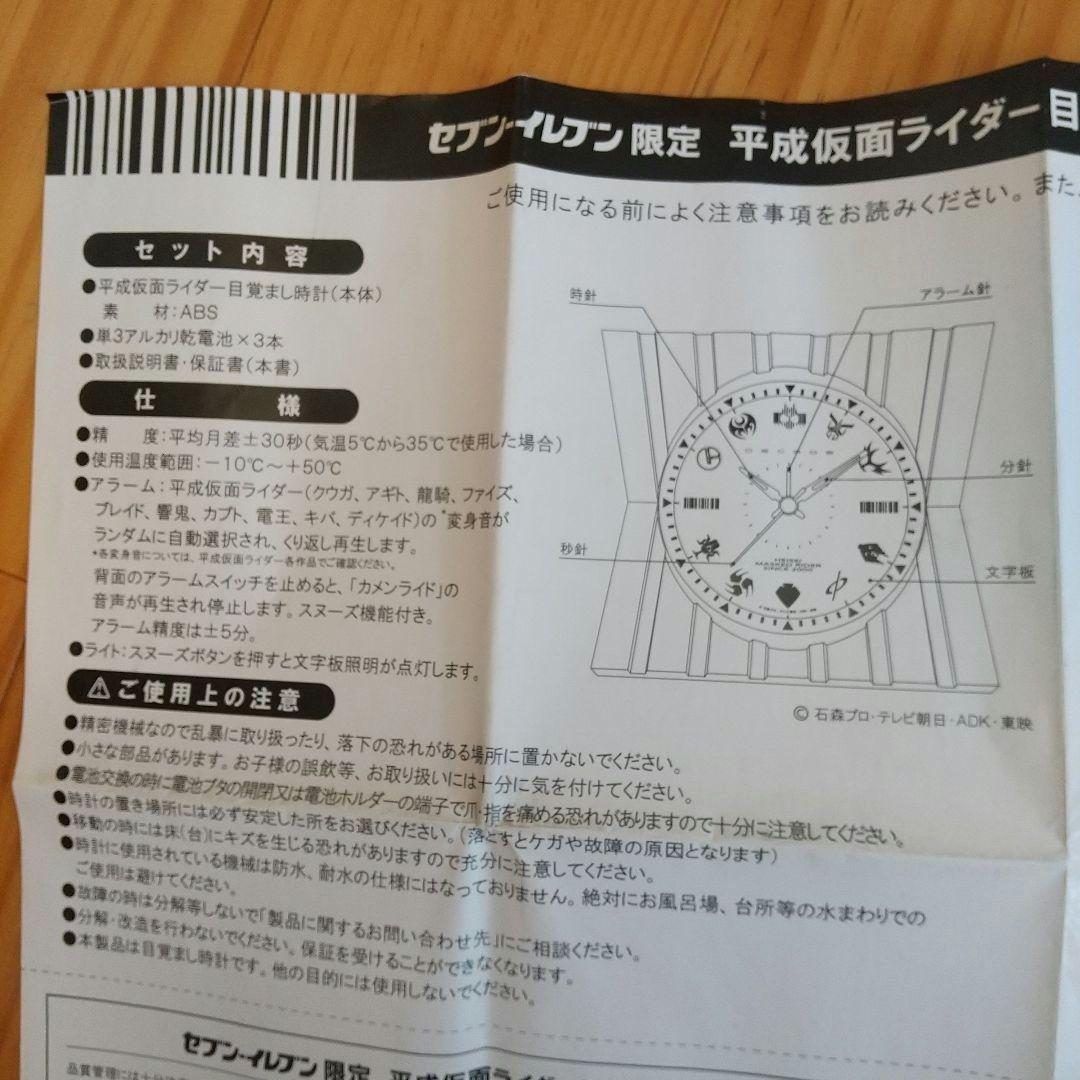 セブン-イレブン 限定 平成仮面ライダー 目
ご使用になる前によく注意事項をお読みください。また
セット内容
●平成仮面ライダー目覚まし時計(本体)
素 材:ABS
●単3アルカリ乾電池×3本
●取扱説明書・保証書(本書)
仕 様
●精 度:平均月差±30秒(気温5℃から35℃で使用した場合)
●使用温度範囲:-10℃~+50℃
●アラーム:平成仮面ライダー(クウガ、アギト、龍騎、ファイズ、
ブレイド、響鬼、カブト、電王、キバ、ディケイド)の*変身音が
ランダムに自動選択され、くり返し再生します。
*各変身音については、平成仮面ライダー各作品でご確認ください。
背面のアラームスイッチを止めると、「カメンライド」の
音声が再生され停止します。スヌーズ機能付き。
アラーム精度は±5分。
●ライト:スヌーズボタンを押すと文字板照明が点灯します。
時針
アラーム針
分針
秒針
文字板
DECADE
HEISEI
MASKED RIDER
SINCE 2000
© 石森プロ・テレビ朝日・ADK・東映
⚠ご使用上の注意
●精密機械なので乱暴に取り扱ったり、落下の恐れがある場所に置かないでください。
●小さな部品があります。お子様の誤飲等、お取り扱いには十分に気を付けてください。
●電池交換の時に電池ブタの開閉又は電池ホルダーの端子で爪・指を痛める恐れがありますので十分に注意してください。
●時計の置き場所には必ず安定した所をお選びください。(落とすとケガや故障の原因となります)
●移動の時には床(台)にキズを生じる恐れがありますので充分に注意してください。
●時計に使用されている機械は防水、耐水の仕様にはなっておりません。絶対にお風呂場、台所等の水まわりでの
ご使用は避けてください。
●故障の時は分解等しないで「製品に関するお問い合わせ先」にご相談ください。
●分解・改造を行わないでください。保証を受けることができなくなります。
●本製品は目覚まし時計です。他の目的には使用しないでください。
セブン-イレブン 限定 平成仮面ライダ